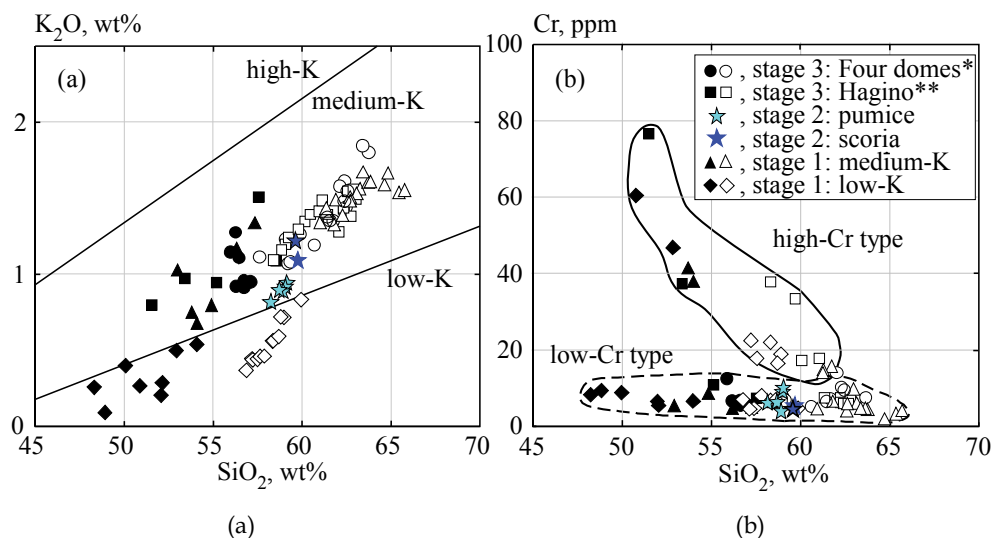 K₂O, wt%
(a)
high-K
medium-K
low-K
2
1
0
45
50
55
60
65
70
SiO₂, wt%
(a)
Cr, ppm
(b)
100
80
60
40
20
0
, stage 3: Four domes*
, stage 3: Hagino**
, stage 2: pumice
, stage 2: scoria
, stage 1: medium-K
, stage 1: low-K
high-Cr type
low-Cr type
45
50
55
60
65
70
SiO₂, wt%
(b)